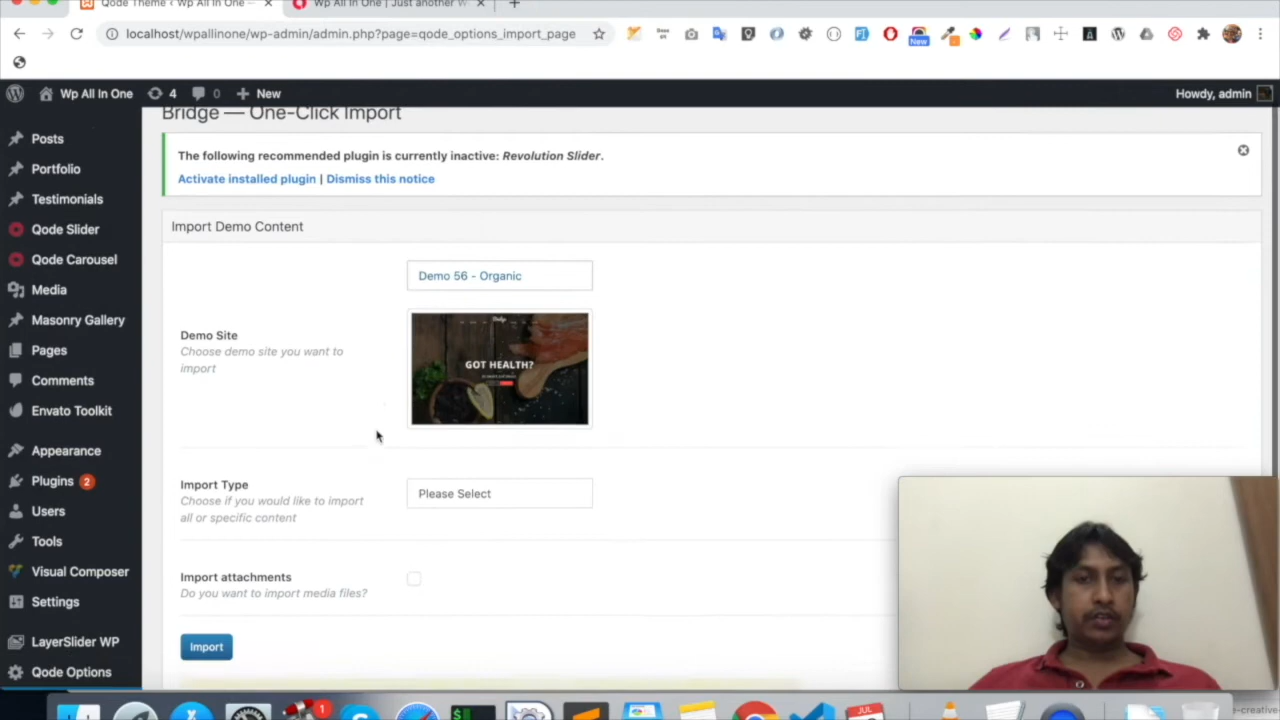 Qode Theme ‹ Wp All In One –
Wp All In One | Just another W
localhost/wpallinone/wp-admin/admin.php?page=qode_options_import_page
New
Wp All In One
4
0
New
Howdy, admin
Bridge — One-Click Import
The following recommended plugin is currently inactive: Revolution Slider.
Activate installed plugin | Dismiss this notice
Posts
Portfolio
Testimonials
Qode Slider
Qode Carousel
Media
Masonry Gallery
Pages
Comments
Envato Toolkit
Appearance
Plugins 2
Users
Tools
Visual Composer
Settings
LayerSlider WP
Qode Options
Import Demo Content
Demo 56 - Organic
Demo Site
Choose demo site you want to
import
GOT HEALTH?
Import Type
Choose if you would like to import
all or specific content
Please Select
Import attachments
Do you want to import media files?
Import
1
JUL
e-creative-